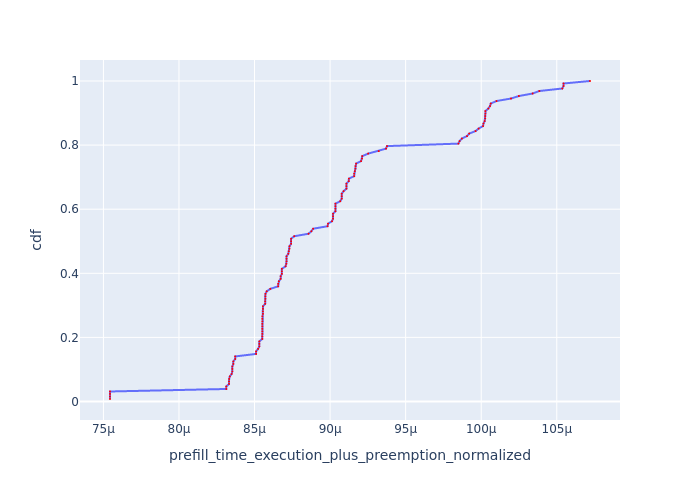 cdf
1
0.8
0.6
0.4
0.2
0
75μ 80μ 85μ 90μ 95μ 100μ 105μ
prefill_time_execution_plus_preemption_normalized